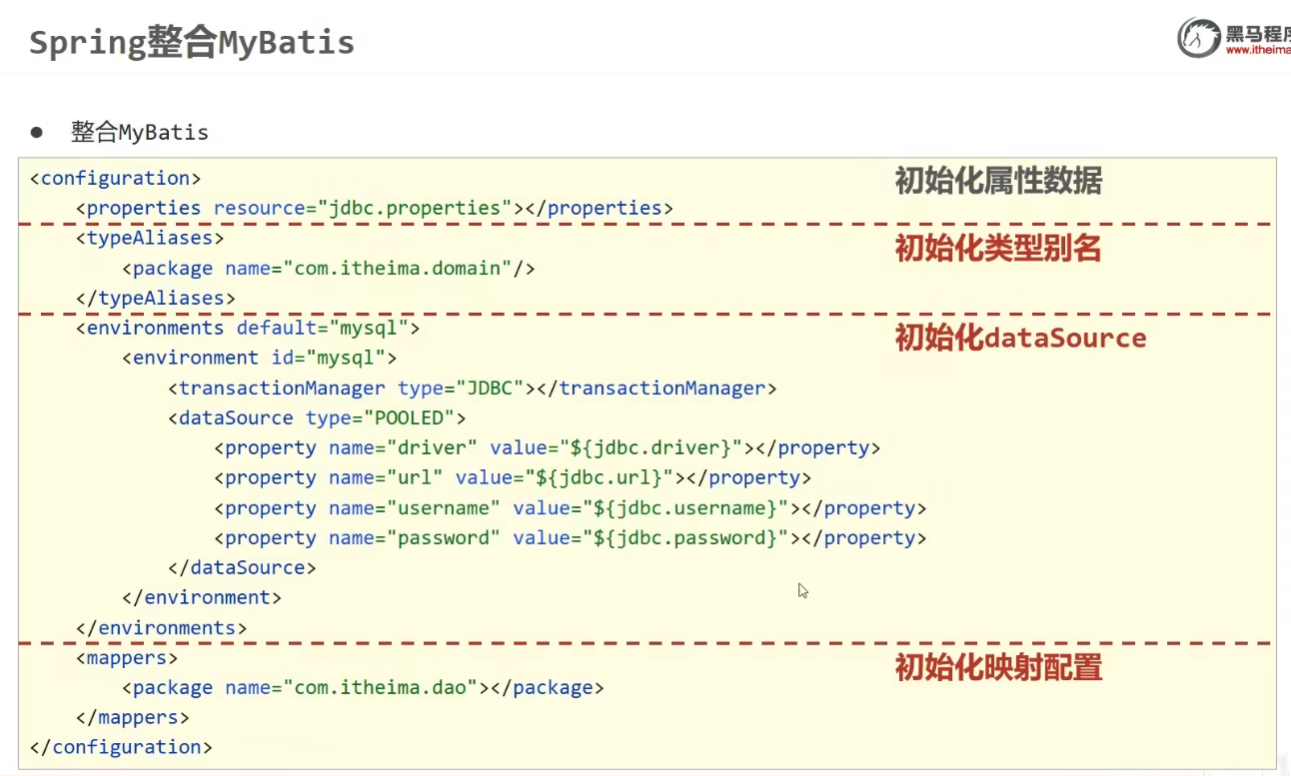 Spring整合MyBatis
黑马程序
www.itheima
● 整合MyBatis
<configuration>
初始化属性数据
<properties resource="jdbc.properties"></properties>
<typeAliases>
初始化类型别名
<package name="com.itheima.domain"/>
</typeAliases>
<environments default="mysql">
初始化dataSource
<environment id="mysql">
<transactionManager type="JDBC"></transactionManager>
<dataSource type="POOLED">
<property name="driver" value="${jdbc.driver}"></property>
<property name="url" value="${jdbc.url}"></property>
<property name="username" value="${jdbc.username}"></property>
<property name="password" value="${jdbc.password}"></property>
</dataSource>
</environment>
</environments>
<mappers>
初始化映射配置
<package name="com.itheima.dao"></package>
</mappers>
</configuration>